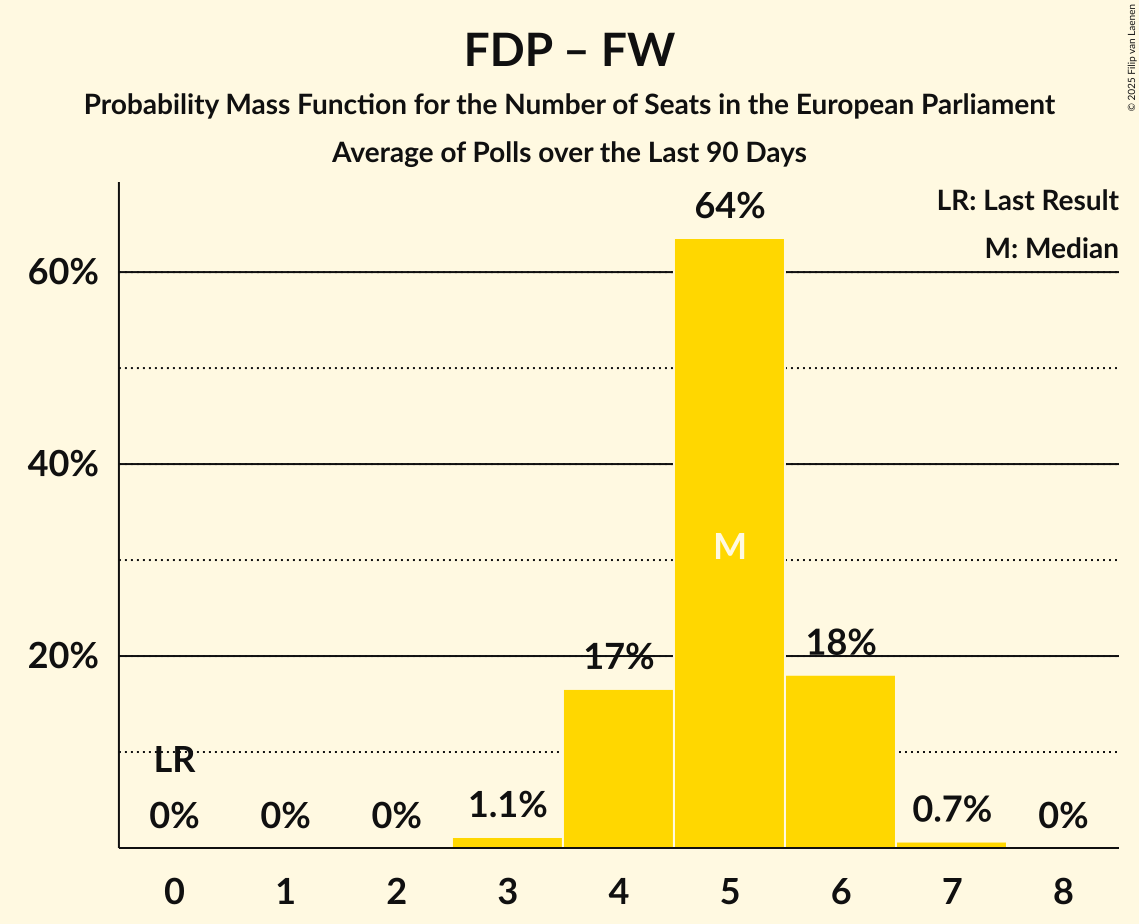 FDP – FW
Probability Mass Function for the Number of Seats in the European Parliament
Average of Polls over the Last 90 Days
© 2025 Filip van Laenen
LR: Last Result
M: Median
64%
60%
40%
M
20%
17%
18%
LR
0%
0%
0%
1.1%
0.7%
0%
0 1 2 3 4 5 6 7 8